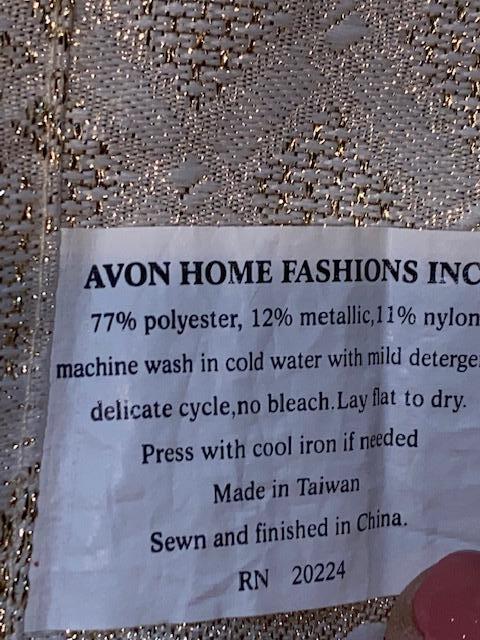 AVON HOME FASHIONS INC
77% polyester, 12% metallic,11% nylon
machine wash in cold water with mild deterge
delicate cycle,no bleach.Lay flat to dry.
Press with cool iron if needed
Made in Taiwan
Sewn and finished in China.
RN 20224